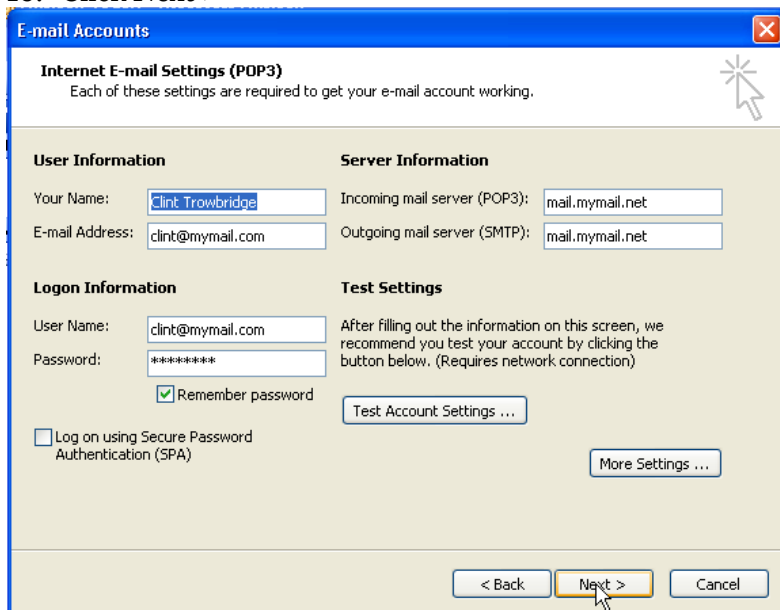 E-mail Accounts
Internet E-mail Settings (POP3)
Each of these settings are required to get your e-mail account working.
User Information
Your Name: Clint Trowbridge
E-mail Address: clint@mymail.com
Server Information
Incoming mail server (POP3): mail.mymail.net
Outgoing mail server (SMTP): mail.mymail.net
Logon Information
User Name: clint@mymail.com
Password: ********
Remember password
Log on using Secure Password
Authentication (SPA)
Test Settings
After filling out the information on this screen, we
recommend you test your account by clicking the
button below. (Requires network connection)
Test Account Settings ...
More Settings ...
< Back
Next >
Cancel